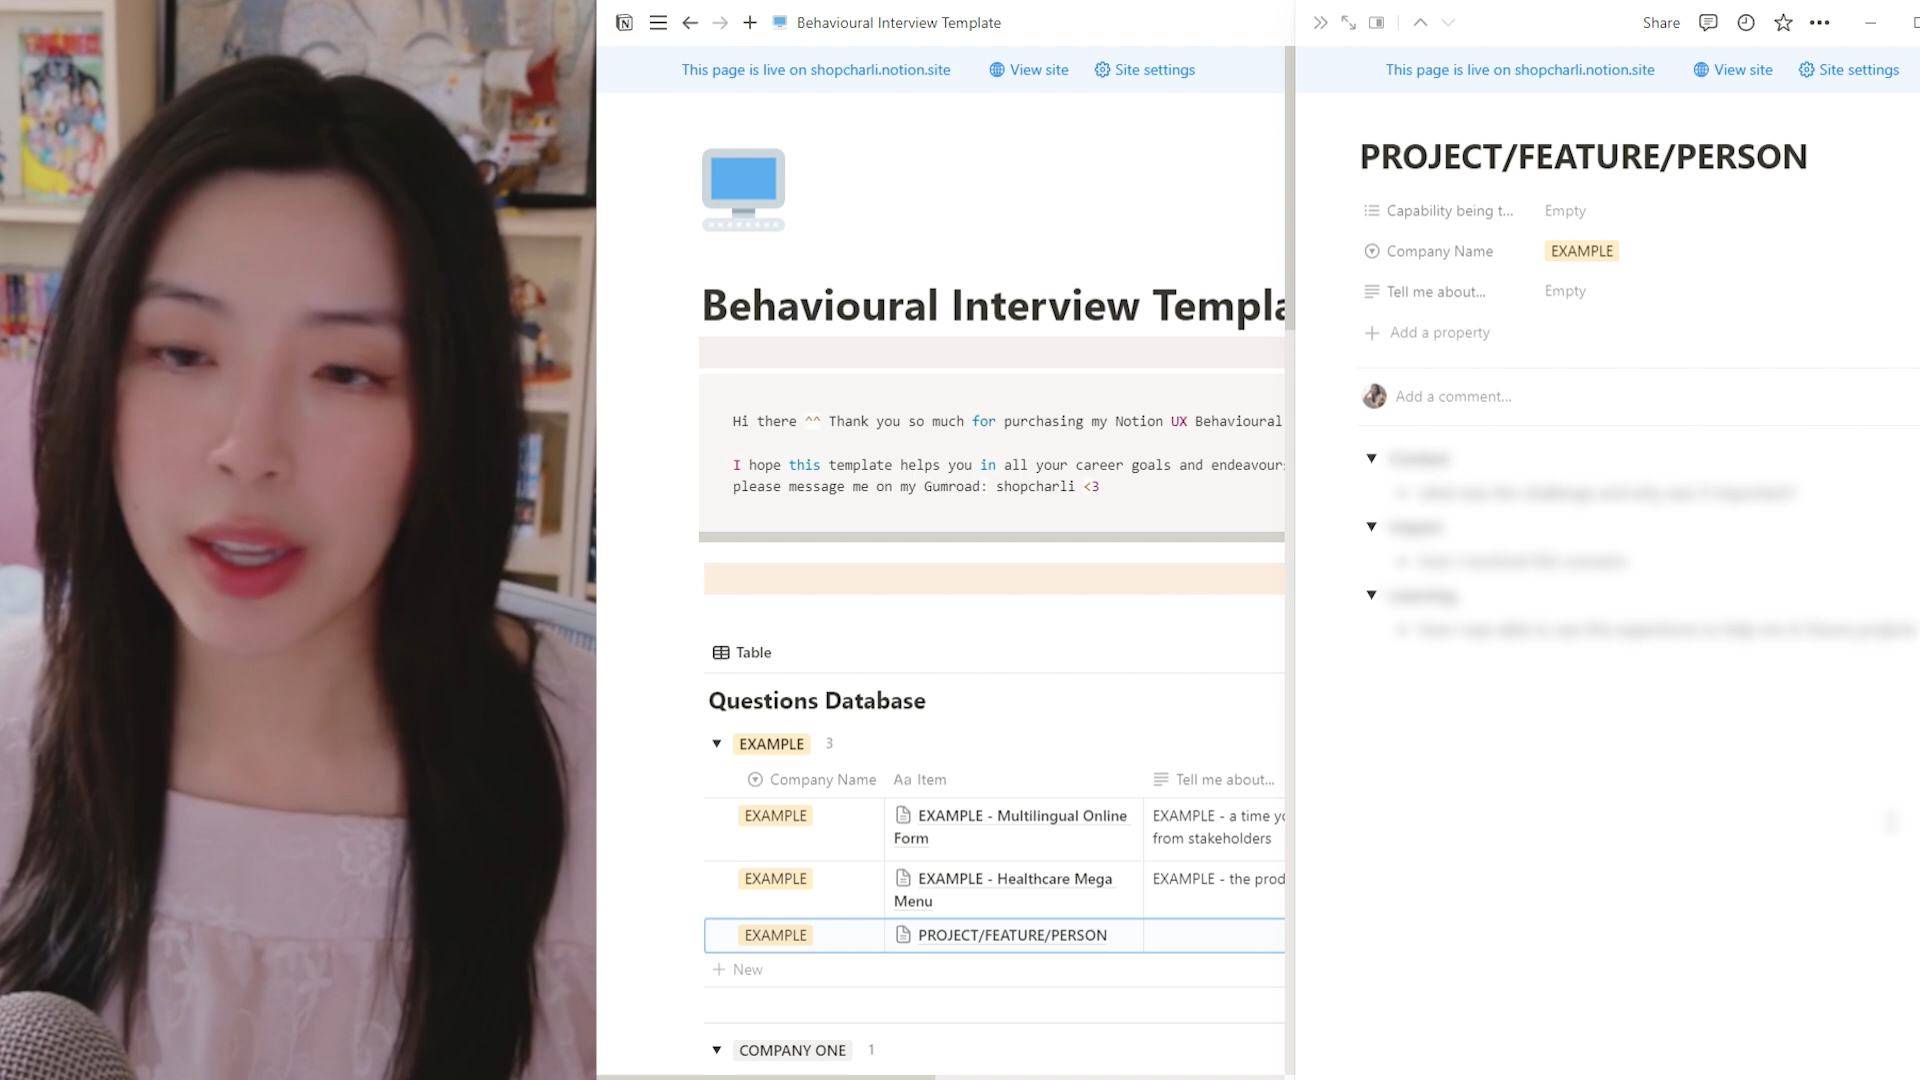 Behavioural Interview Template
Share
This page is live on shopcharli.notion.site View site Site settings
This page is live on shopcharli.notion.site View site Site settings
Behavioural Interview Templa
Hi there ^^ Thank you so much for purchasing my Notion UX Behavioural
I hope this template helps you in all your career goals and endeavour
please message me on my Gumroad: shopcharli <3
Table
Questions Database
EXAMPLE 3
Company Name Aa Item Tell me about...
EXAMPLE EXAMPLE - Multilingual Online EXAMPLE - a time yo
Form from stakeholders
EXAMPLE EXAMPLE - Healthcare Mega EXAMPLE - the prod
Menu
EXAMPLE PROJECT/FEATURE/PERSON
+ New
COMPANY ONE 1
PROJECT/FEATURE/PERSON
Capability being t... Empty
Company Name EXAMPLE
Tell me about... Empty
+ Add a property
Add a comment...